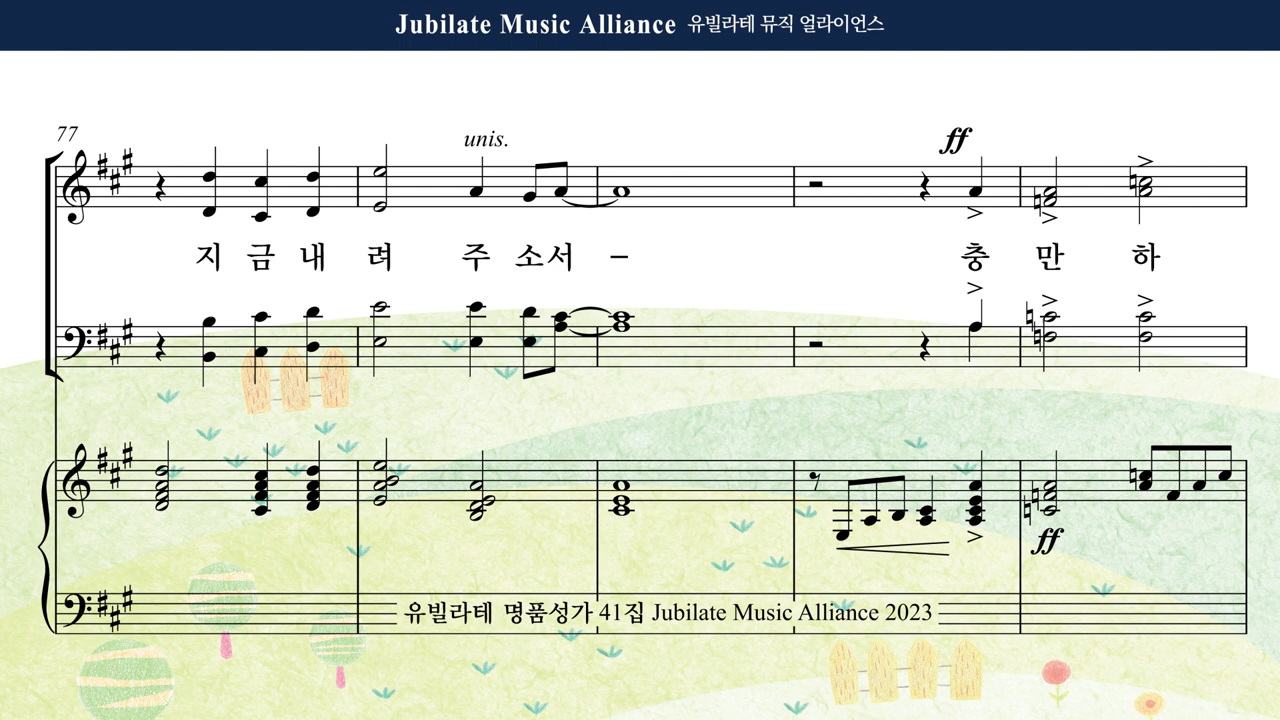 Jubilate Music Alliance 유빌라테 뮤직 얼라이언스
77
unis.
ff
지 금 내 려 주 소서 – 충 만 하
ff
유빌라테 명품성가 41집 Jubilate Music Alliance 2023